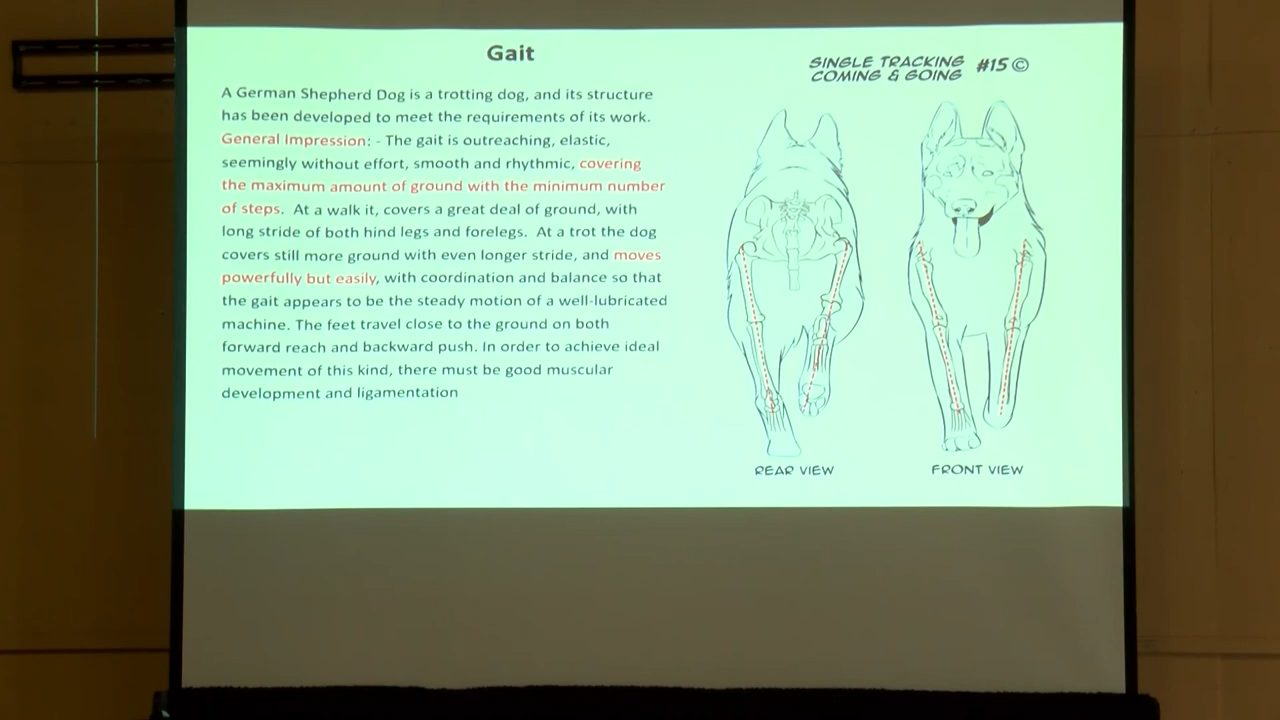 Gait
A German Shepherd Dog is a trotting dog, and its structure
has been developed to meet the requirements of its work.
General Impression: - The gait is outreaching, elastic,
seemingly without effort, smooth and rhythmic, covering
the maximum amount of ground with the minimum number
of steps. At a walk it, covers a great deal of ground, with
long stride of both hind legs and forelegs. At a trot the dog
covers still more ground with even longer stride, and moves
powerfully but easily, with coordination and balance so that
the gait appears to be the steady motion of a well-lubricated
machine. The feet travel close to the ground on both
forward reach and backward push. In order to achieve ideal
movement of this kind, there must be good muscular
development and ligamentation
SINGLE TRACKING
COMING & GOING
#15©
REAR VIEW
FRONT VIEW